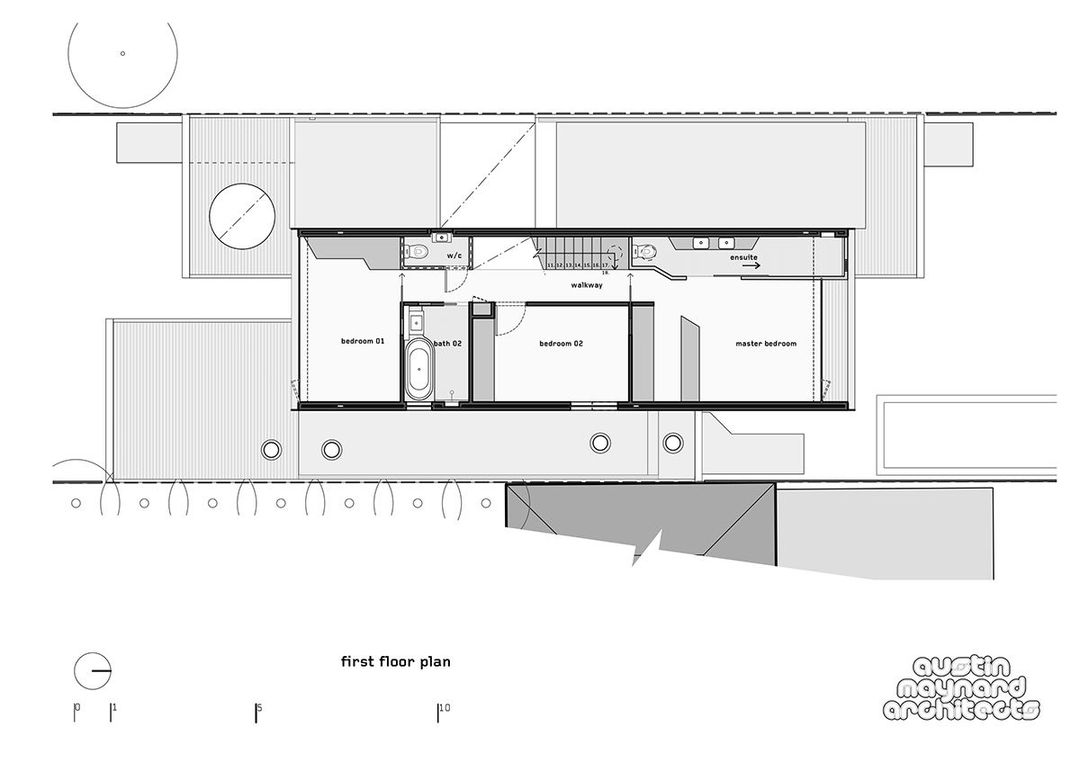 w/c
ensuite
11. 12. 13. 14. 15. 16. 17.
18.
walkway
bedroom 01
bath 02
bedroom 02
master bedroom
first floor plan
0 1 5 10
austin
maynard
architects